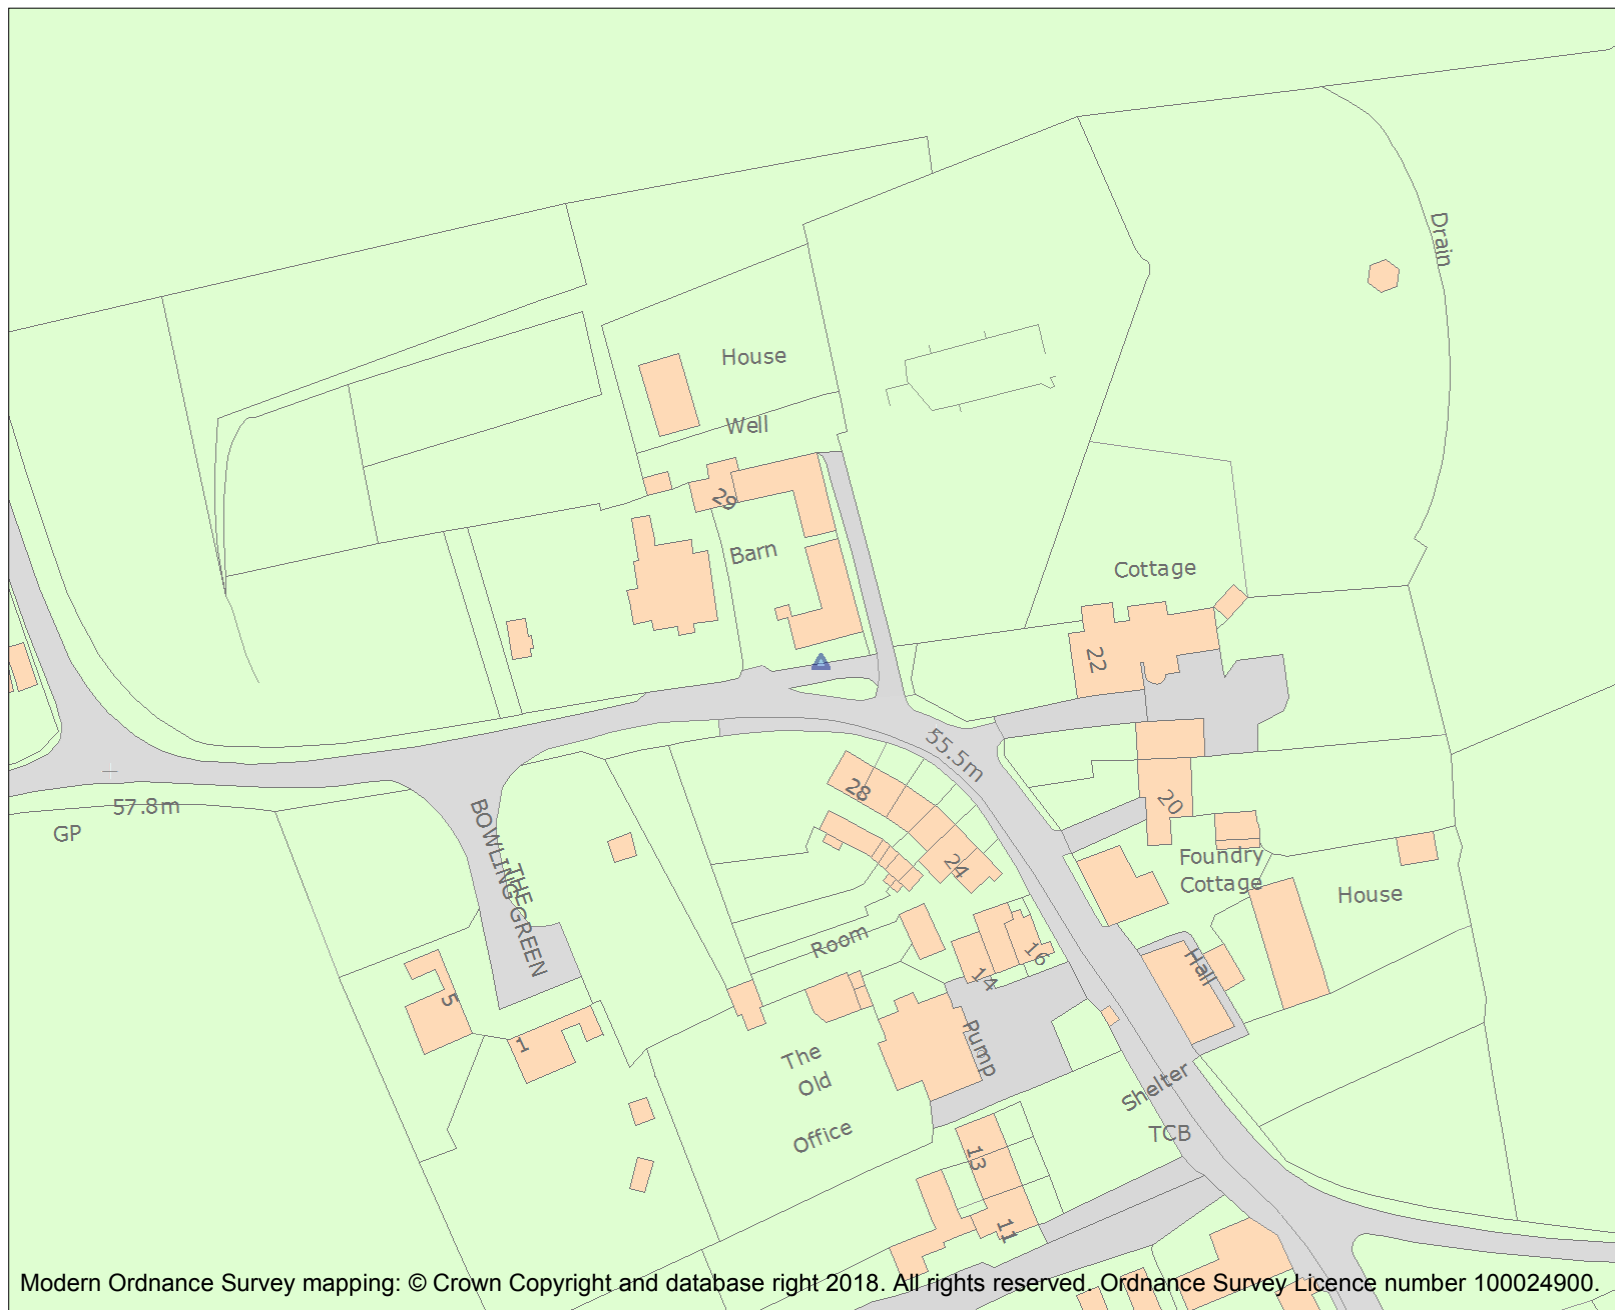 Drain
House
Well
29
Barn
Cottage
22
55.5m
28
20
57.8m
GP
THE
BOWLING GREEN
24
Foundry
Cottage
House
Room
16
14
Hall
5
1
Pump
The
Old
Office
Shelter
TCB
13
11
Modern Ordnance Survey mapping: © Crown Copyright and database right 2018. All rights reserved. Ordnance Survey Licence number 100024900.